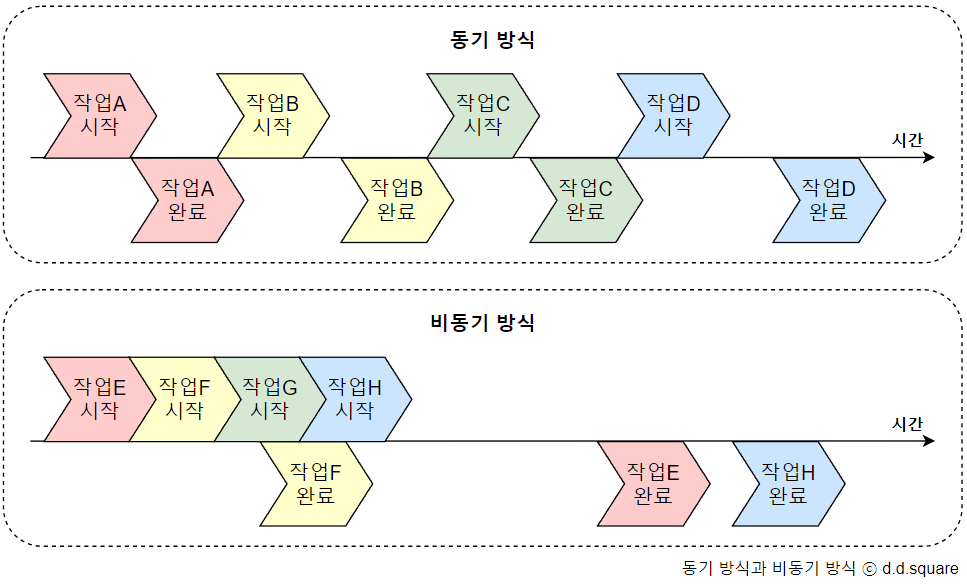 동기 방식
작업A
시작
작업B
시작
작업C
시작
작업D
시작
시간
작업A
완료
작업B
완료
작업C
완료
작업D
완료
비동기 방식
작업E
시작
작업F
시작
작업G
시작
작업H
시작
시간
작업F
완료
작업E
완료
작업H
완료
동기 방식과 비동기 방식 ⓒ d.d.square